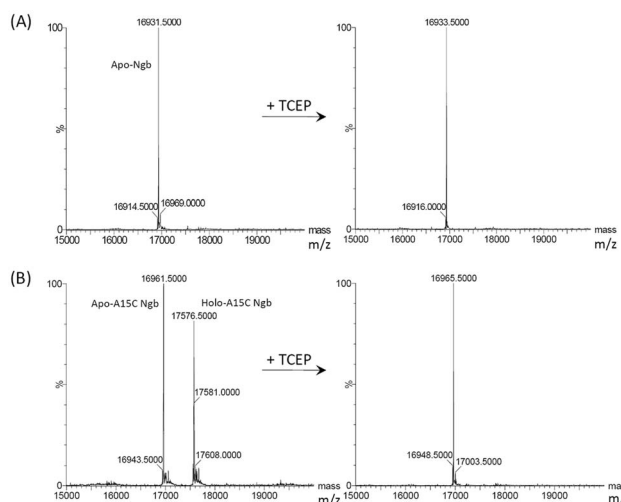 (A)
100
16931.5000
Apo-Ngb
%
16914.5000
16969.0000
0
15000 16000 17000 18000 19000
mass
m/z
+ TCEP
100
16933.5000
%
16916.0000
0
15000 16000 17000 18000 19000
mass
m/z
(B)
100
16961.5000
Apo-A15C Ngb
Holo-A15C Ngb
17576.5000
%
17581.0000
16943.5000
17608.0000
0
15000 16000 17000 18000 19000
mas
m/z
+ TCEP
100
16965.5000
%
16948.5000
17003.5000
0
15000 16000 17000 18000 19000
ma
m.